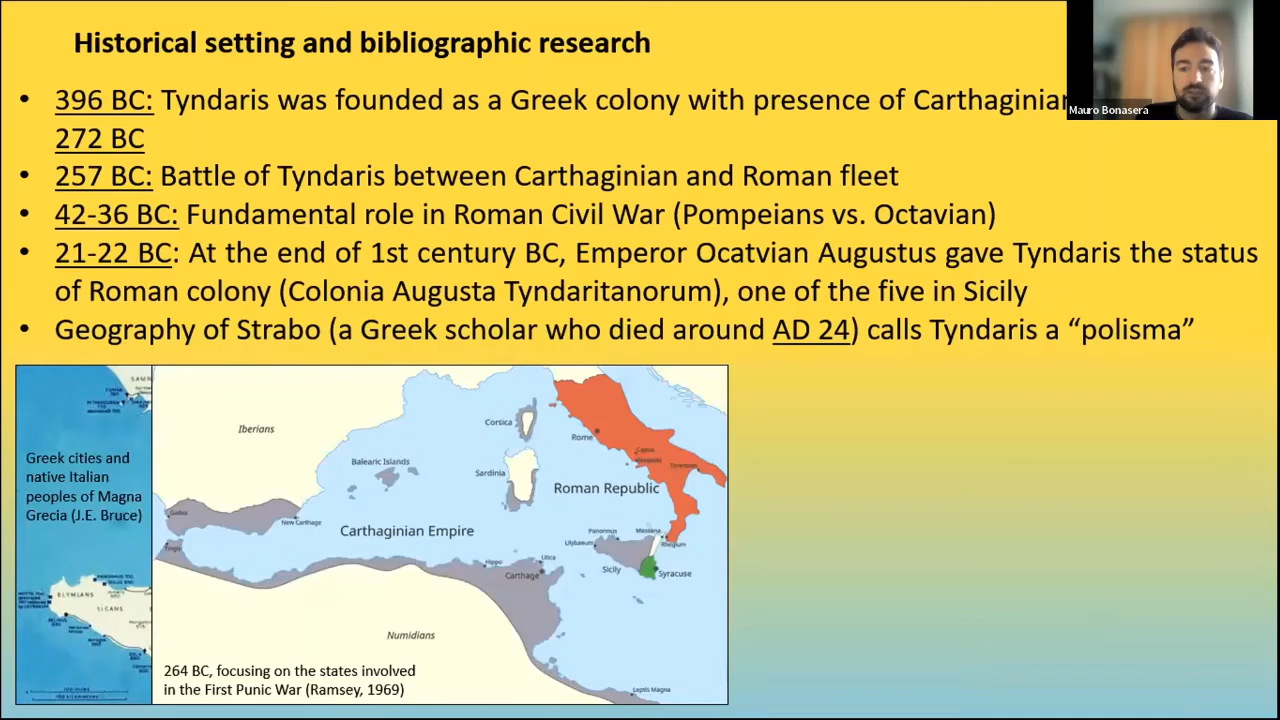 Historical setting and bibliographic research
Mauro Bonasera
• 396 BC: Tyndaris was founded as a Greek colony with presence of Carthaginian
272 BC
• 257 BC: Battle of Tyndaris between Carthaginian and Roman fleet
• 42-36 BC: Fundamental role in Roman Civil War (Pompeians vs. Octavian)
• 21-22 BC: At the end of 1st century BC, Emperor Ocatvian Augustus gave Tyndaris the status
of Roman colony (Colonia Augusta Tyndaritanorum), one of the five in Sicily
• Geography of Strabo (a Greek scholar who died around AD 24) calls Tyndaris a “polisma”
Greek cities and
native Italian
peoples of Magna
Grecia (J.E. Bruce)
ELYMIANS
SICANS
Iberians
Corsica
Rome
Balearic Islands
Sardinia
Roman Republic
New Carthage
Carthaginian Empire
Panormus
Messana
Rhegium
Utica
Hippo
Sicily
Syracuse
Carthage
Numidians
264 BC, focusing on the states involved
in the First Punic War (Ramsey, 1969)
Leptis Magna